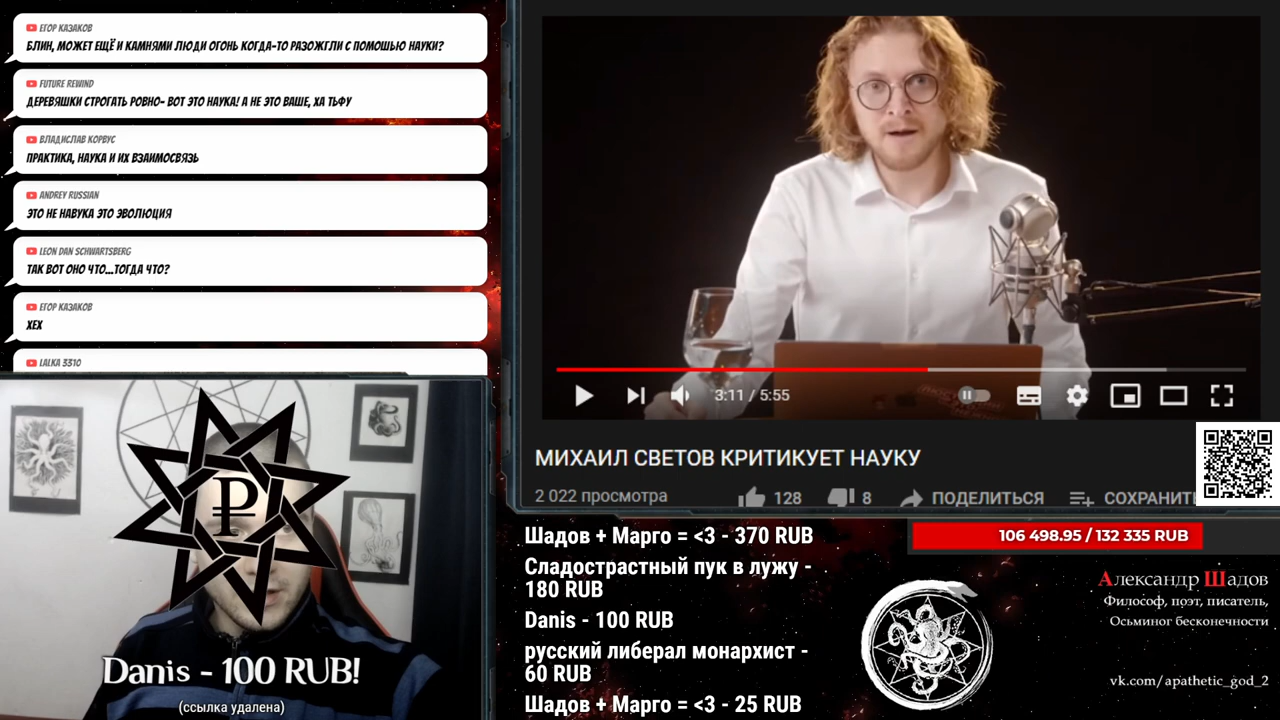 ЕГОР КАЗАКОВ
БЛИН, МОЖЕТ ЕЩЁ И КАМНЯМИ ЛЮДИ ОГОНЬ КОГДА-ТО РАЗОЖГЛИ С ПОМОШЬЮ НАУКИ?
FUTURE REWIND
ДЕРЕВЯШКИ СТРОГАТЬ РОВНО- ВОТ ЭТО НАУКА! А НЕ ЭТО ВАШЕ, ХА ТЬФУ
ВЛАДИСЛАВ КОРВУС
ПРАКТИКА, НАУКА И ИХ ВЗАИМОСВЯЗЬ
ANDREY RUSSIAN
ЭТО НЕ НАВУКА ЭТО ЭВОЛЮЦИЯ
LEON DAN SCHWARTSBERG
ТАК ВОТ ОНО ЧТО...ТОГДА ЧТО?
ЕГОР КАЗАКОВ
ХЕХ
LALKA 3310
3:11 / 5:55
МИХАИЛ СВЕТОВ КРИТИКУЕТ НАУКУ
2 022 просмотра
128
8
ПОДЕЛИТЬСЯ
СОХРАНИТЬ
₽
Danis - 100 RUB!
(ссылка удалена)
Шадов + Марго = <3 - 370 RUB
Сладострастный пук в лужу -
180 RUB
Danis - 100 RUB
русский либерал монархист -
60 RUB
Шадов + Марго = <3 - 25 RUB
106 498.95 / 132 335 RUB
Александр Шадов
Философ, поэт, писатель,
Осьминог бесконечности
vk.com/apathetic_god_2